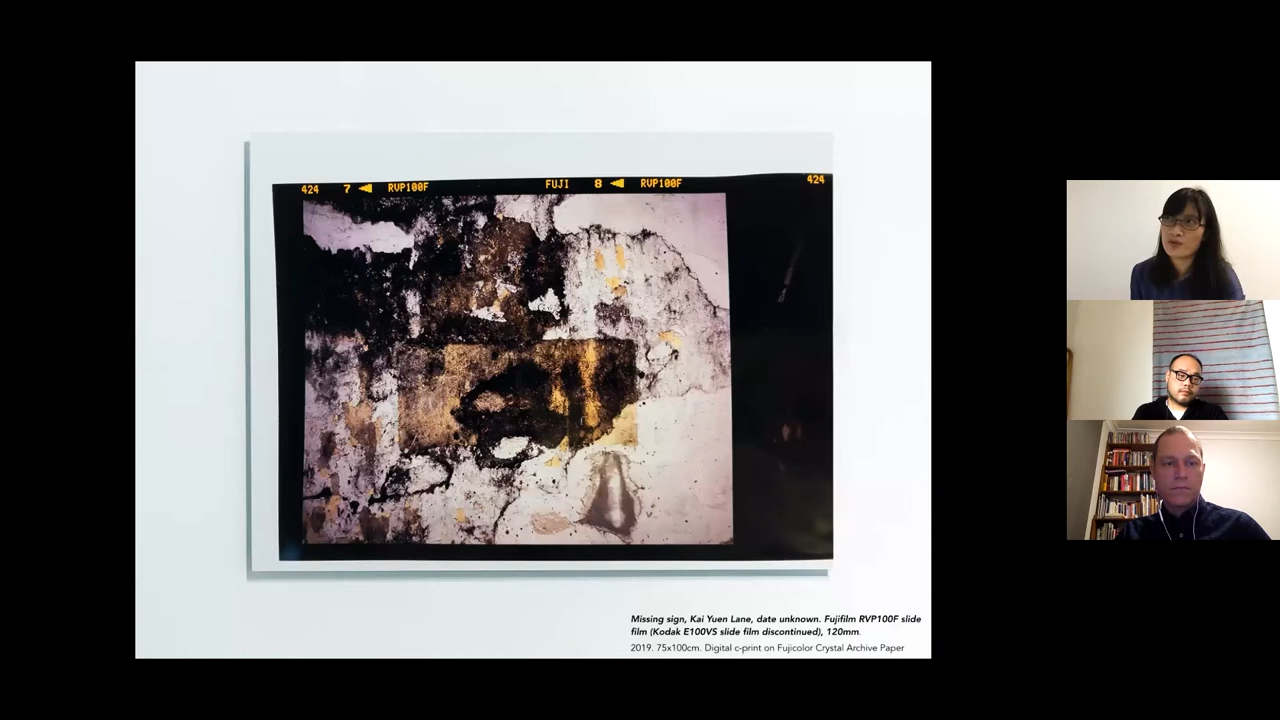 424 7 RVP100F FUJI 8 RVP100F 424
Missing sign, Kai Yuen Lane, date unknown. Fujifilm RVP100F slide
film (Kodak E100VS slide film discontinued), 120mm.
2019. 75x100cm. Digital c-print on Fujicolor Crystal Archive Paper